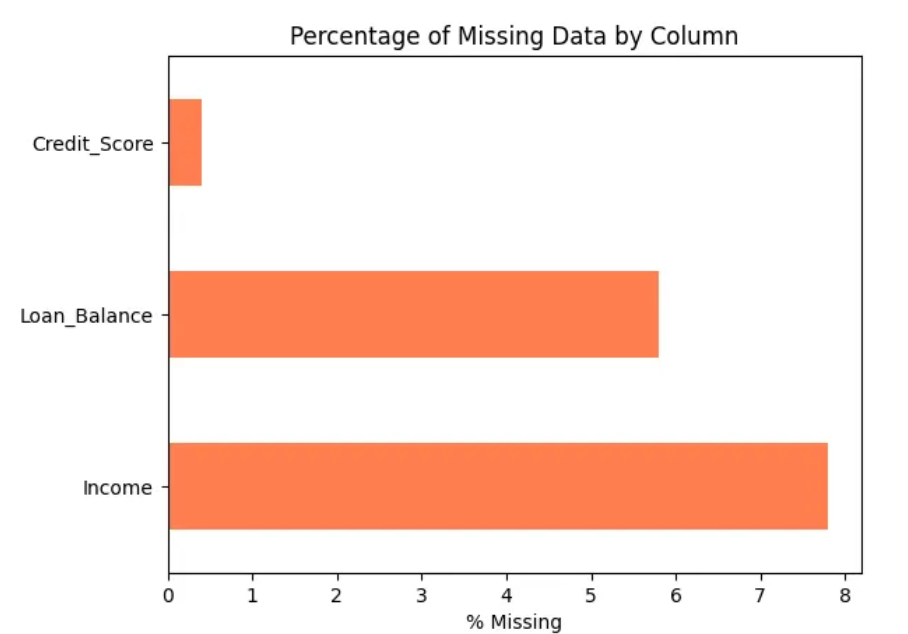 Percentage of Missing Data by Column
Credit_Score
Loan_Balance
Income
0 1 2 3 4 5 6 7 8
% Missing